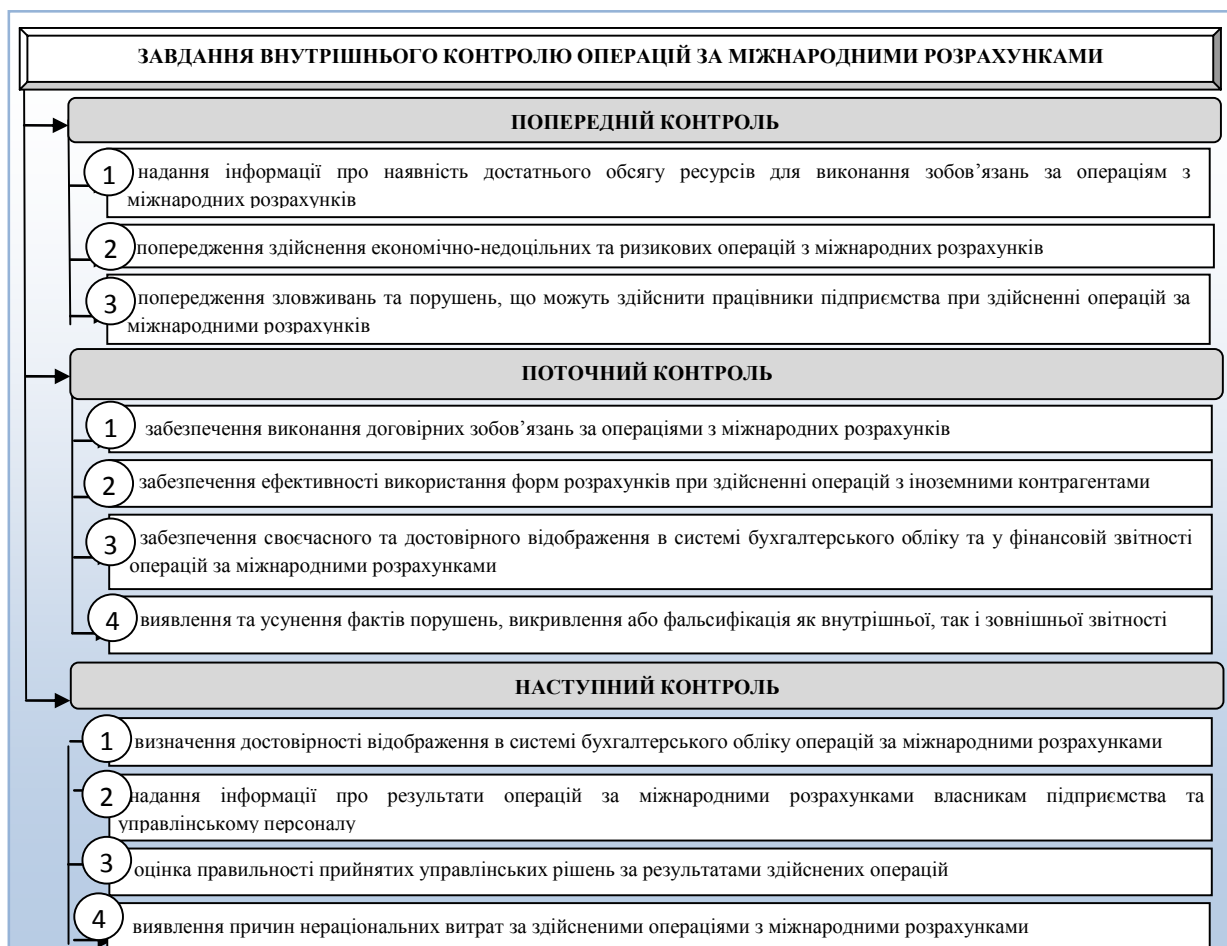 ЗАВДАННЯ ВНУТРІШНЬОГО КОНТРОЛЮ ОПЕРАЦІЙ ЗА МІЖНАРОДНИМИ РОЗРАХУНКАМИ
ПОПЕРЕДНІЙ КОНТРОЛЬ
1 надання інформації про наявність достатнього обсягу ресурсів для виконання зобов’язань за операціям з
міжнародних розрахунків
2 попередження здійснення економічно-недоцільних та ризикових операцій з міжнародних розрахунків
3 попередження зловживань та порушень, що можуть здійснити працівники підприємства при здійсненні операцій за
міжнародними розрахунків
ПОТОЧНИЙ КОНТРОЛЬ
1 забезпечення виконання договірних зобов’язань за операціями з міжнародних розрахунків
2 забезпечення ефективності використання форм розрахунків при здійсненні операцій з іноземними контрагентами
3 забезпечення своєчасного та достовірного відображення в системі бухгалтерського обліку та у фінансовій звітності
операцій за міжнародними розрахунками
4 виявлення та усунення фактів порушень, викривлення або фальсифікація як внутрішньої, так і зовнішньої звітності
НАСТУПНИЙ КОНТРОЛЬ
1 визначення достовірності відображення в системі бухгалтерського обліку операцій за міжнародними розрахунками
2 надання інформації про результати операцій за міжнародними розрахунками власникам підприємства та
управлінському персоналу
3 оцінка правильності прийнятих управлінських рішень за результатами здійснених операцій
4 виявлення причин нераціональних витрат за здійсненими операціями з міжнародними розрахунками